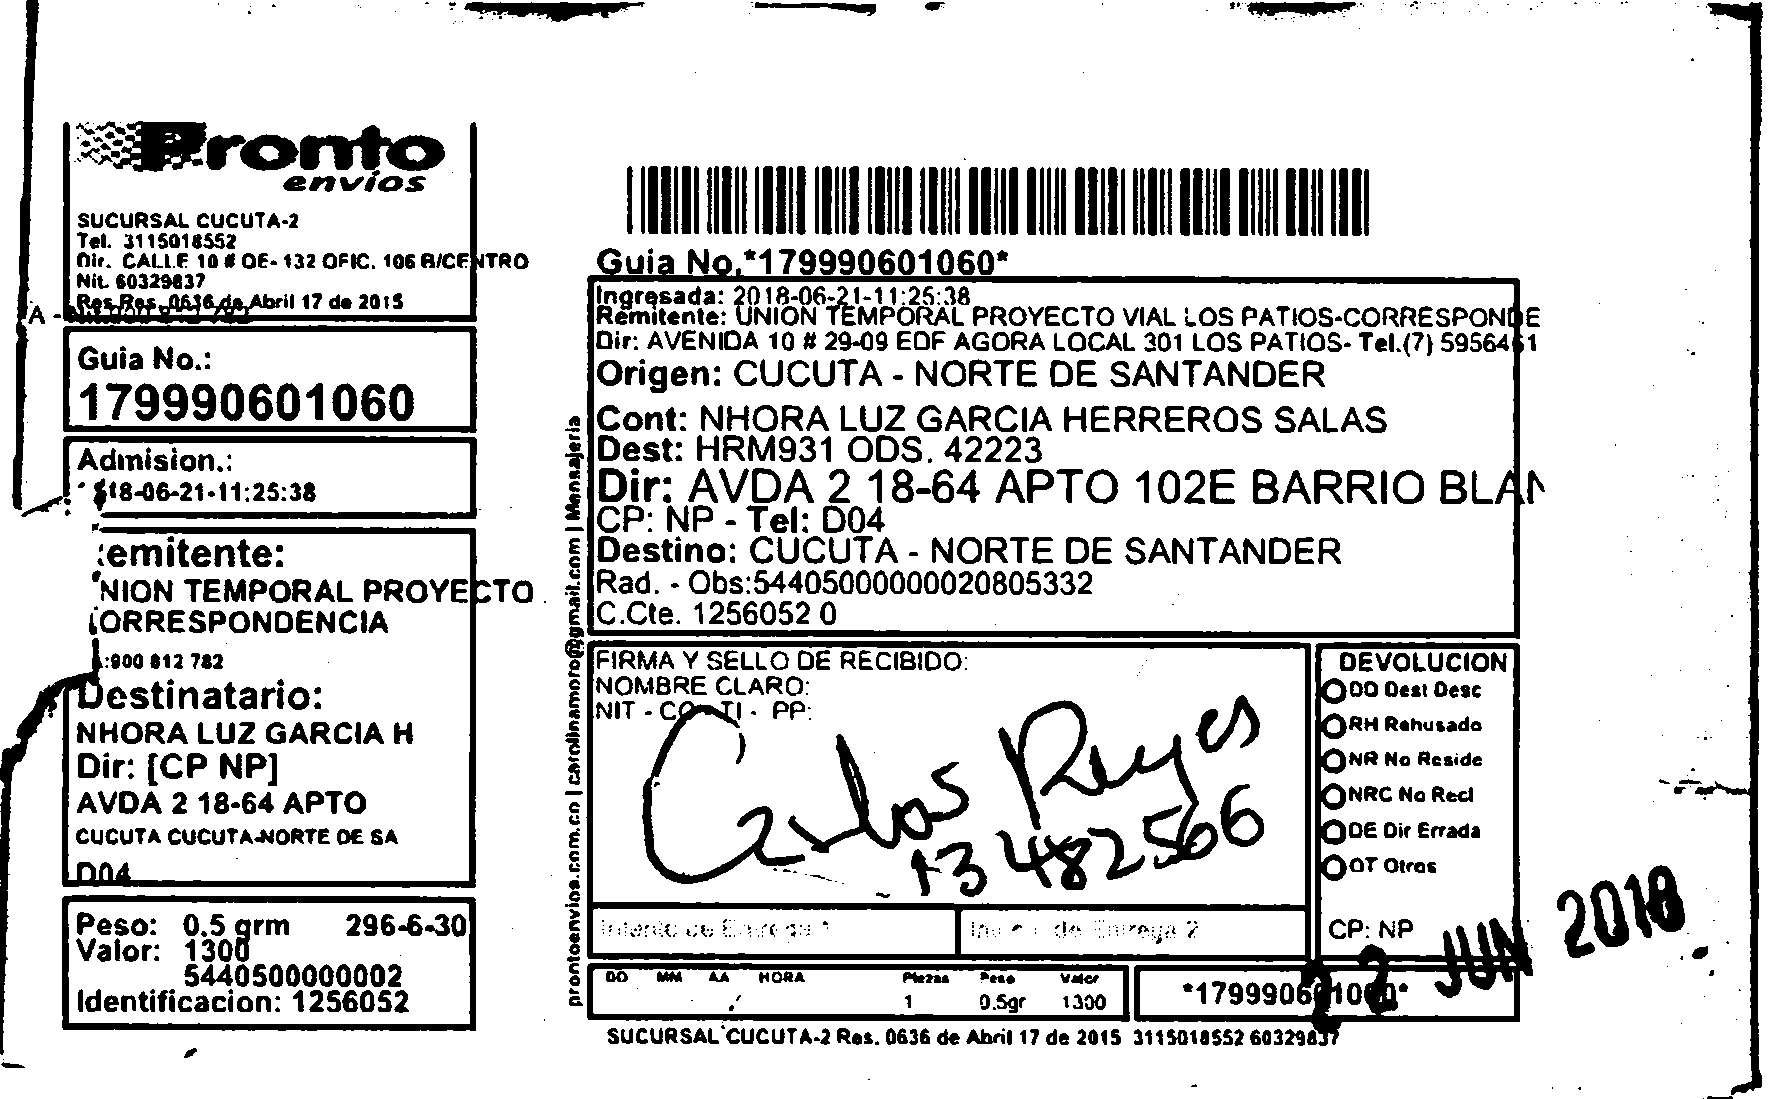 Pronto
envios
SUCURSAL CUCUTA-2
Tel. 3115018552
Dir. CALLE 10 # OE-132 OFIC. 106 B/CENTRO
Nit. 60329837
Res.Res. 0636 de Abril 17 de 2015
Guia No.:
179990601060
Admision.:
18-06-21-11:25:38
emitente:
NION TEMPORAL PROYECTO
ORRESPONDENCIA
:900 812 782
Destinatario:
NHORA LUZ GARCIA H
Dir: [CP NP]
AVDA 2 18-64 APTO
CUCUTA CUCUTA-NORTE DE SA
D04
Peso: 0.5 grm 296-6-30
Valor: 1300
5440500000002
Identificacion: 1256052
prontoenvios.com.co | carolinamoro@gmail.com | Mensajeria
Guia No.*179990601060*
Ingresada: 2018-06-21-11:25:38
Remitente: UNION TEMPORAL PROYECTO VIAL LOS PATIOS-CORRESPONDE
Dir: AVENIDA 10 # 29-09 EDF AGORA LOCAL 301 LOS PATIOS- Tel.(7) 5956461
Origen: CUCUTA - NORTE DE SANTANDER
Cont: NHORA LUZ GARCIA HERREROS SALAS
Dest: HRM931 ODS. 42223
Dir: AVDA 2 18-64 APTO 102E BARRIO BLAN
CP: NP - Tel: D04
Destino: CUCUTA - NORTE DE SANTANDER
Rad. - Obs:54405000000020805332
C.Cte. 1256052 0
FIRMA Y SELLO DE RECIBIDO:
NOMBRE CLARO:
NIT - CC - TI - PP:
Carlos Reyes
13482566
DEVOLUCION
DD Dest Desc
RH Rehusado
NR No Reside
NRC No Recl
DE Dir Errada
OT Otros
CP: NP
Intento de Entrega 1
Intento de Entrega 2
DD MM AA HORA Piezas Peso Valor
1 0.5gr 1300
*179990601060*
22 JUN 2018
SUCURSAL CUCUTA-2 Res. 0636 de Abril 17 de 2015 3115018552 60329837